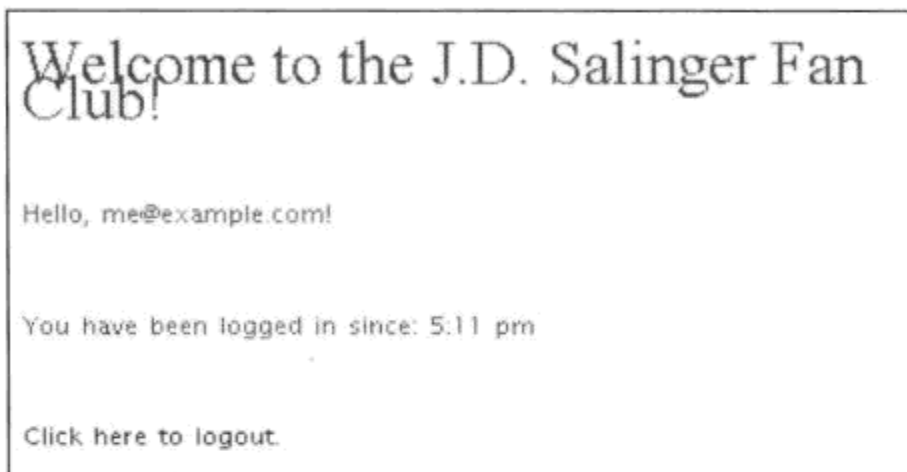 Welcome to the J.D. Salinger Fan
Club!
Hello, me@example.com!
You have been logged in since: 5:11 pm
Click here to logout.